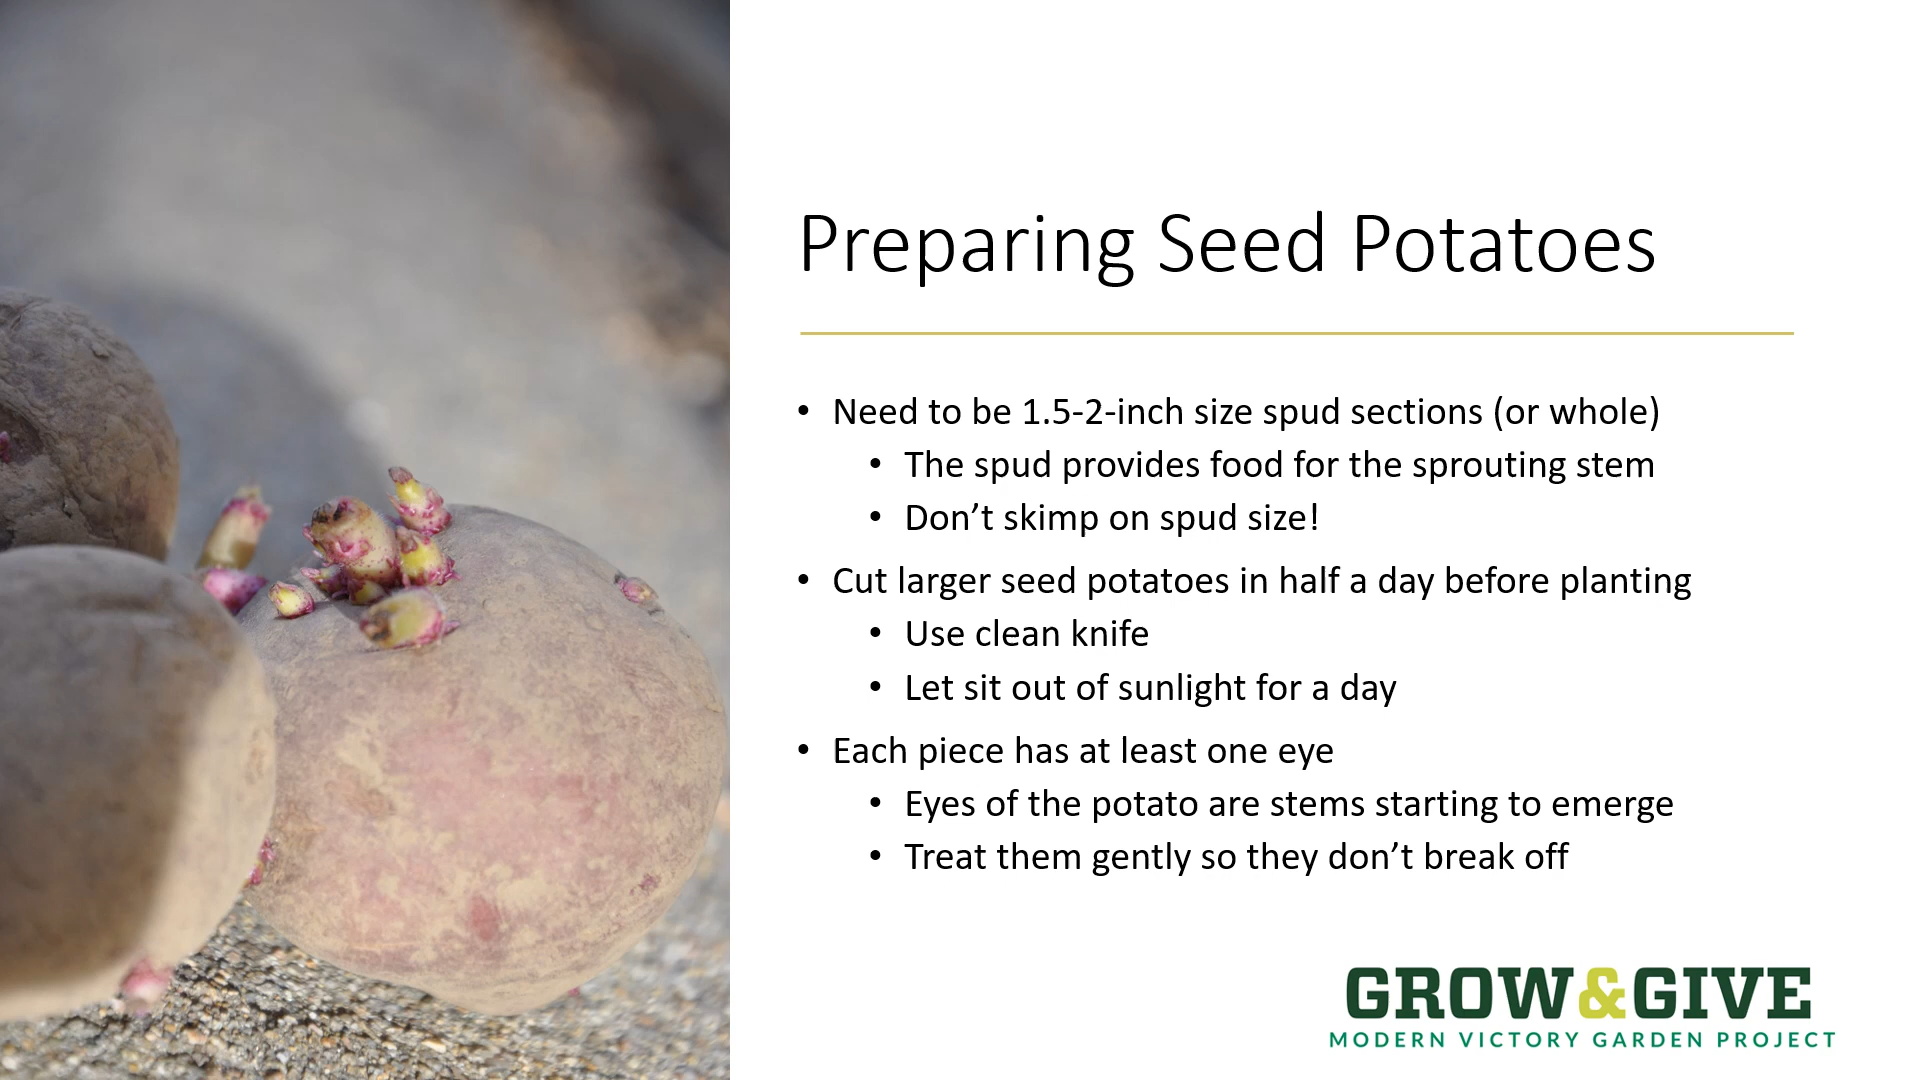 Preparing Seed Potatoes
• Need to be 1.5-2-inch size spud sections (or whole)
• The spud provides food for the sprouting stem
• Don’t skimp on spud size!
• Cut larger seed potatoes in half a day before planting
• Use clean knife
• Let sit out of sunlight for a day
• Each piece has at least one eye
• Eyes of the potato are stems starting to emerge
• Treat them gently so they don’t break off
GROW&GIVE
MODERN VICTORY GARDEN PROJECT